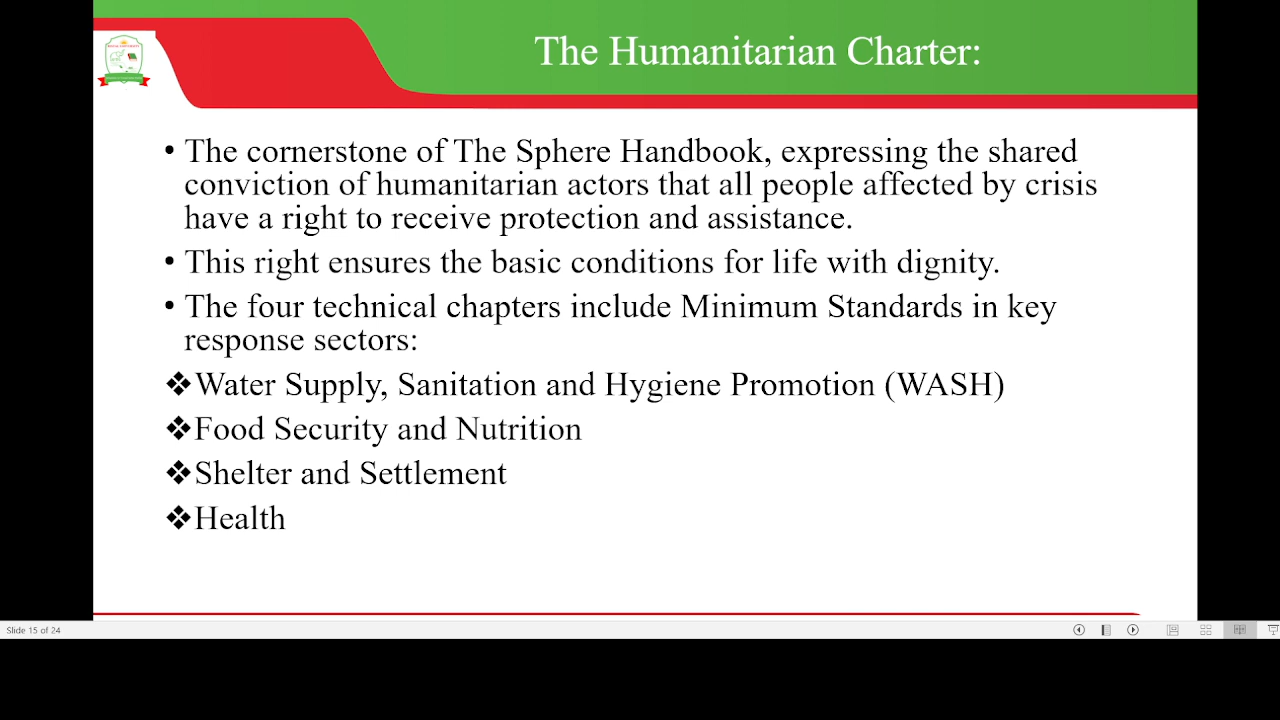 The Humanitarian Charter:
• The cornerstone of The Sphere Handbook, expressing the shared
conviction of humanitarian actors that all people affected by crisis
have a right to receive protection and assistance.
• This right ensures the basic conditions for life with dignity.
• The four technical chapters include Minimum Standards in key
response sectors:
❖Water Supply, Sanitation and Hygiene Promotion (WASH)
❖Food Security and Nutrition
❖Shelter and Settlement
❖Health
Slide 15 of 24